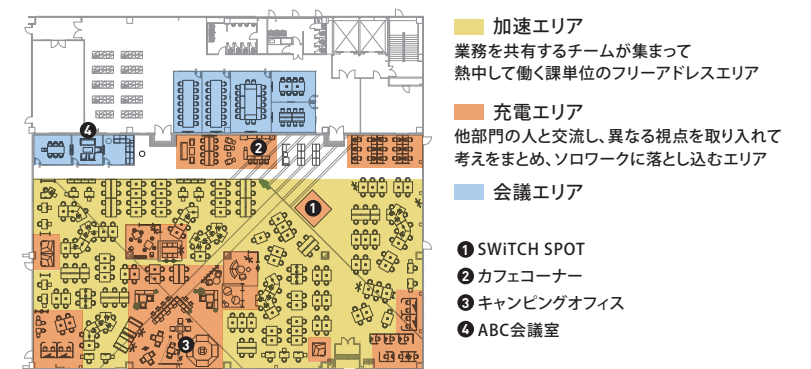 加速エリア
業務を共有するチームが集まって
熱中して働く課単位のフリーアドレスエリア
充電エリア
他部門の人と交流し、異なる視点を取り入れて
考えをまとめ、ソロワークに落とし込むエリア
会議エリア
❶ SWiTCH SPOT
❷ カフェコーナー
❸ キャンピングオフィス
❹ ABC会議室
❹
❷
❶
❸